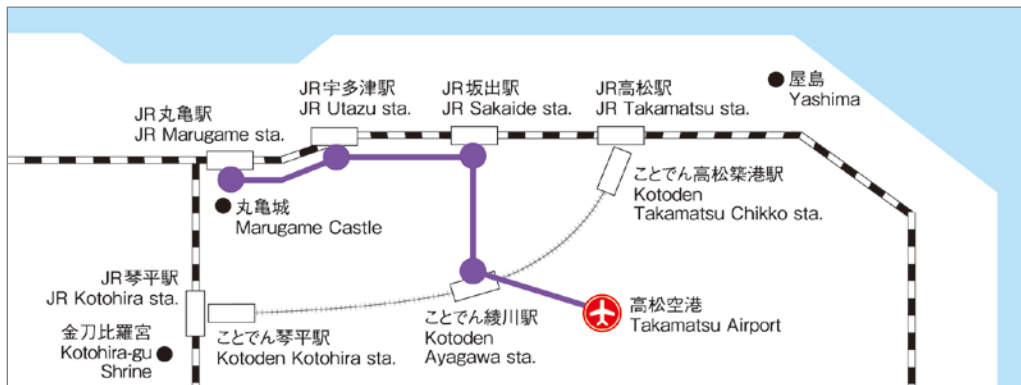 屋島
Yashima
JR宇多津駅
JR Utazu sta.
JR坂出駅
JR Sakaide sta.
JR高松駅
JR Takamatsu sta.
JR丸亀駅
JR Marugame sta.
ことでん高松築港駅
Kotoden
Takamatsu Chikko sta.
丸亀城
Marugame Castle
JR琴平駅
JR Kotohira sta.
高松空港
Takamatsu Airport
金刀比羅宮
Kotohira-gu
Shrine
ことでん琴平駅
Kotoden Kotohira sta.
ことでん綾川駅
Kotoden
Ayagawa sta.